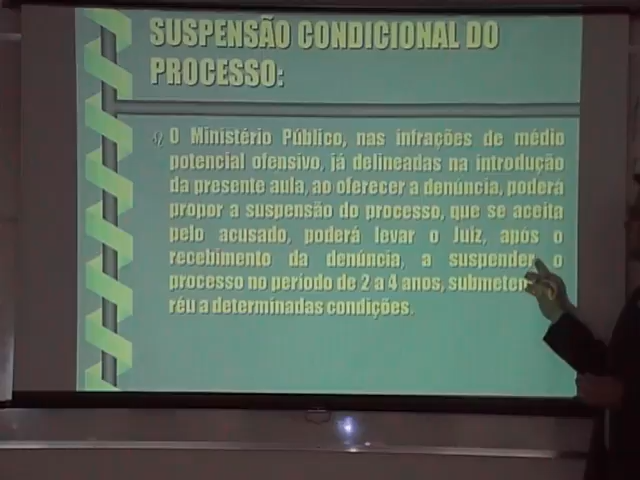 SUSPENSÃO CONDICIONAL DO
PROCESSO:
O Ministério Público, nas infrações de médio
potencial ofensivo, já delineadas na introdução
da presente aula, ao oferecer a denúncia, poderá
propor a suspensão do processo, que se aceita
pelo acusado, poderá levar o Juiz, após o
recebimento da denúncia, a suspender o
processo no período de 2 a 4 anos,
réu a determinadas condições.